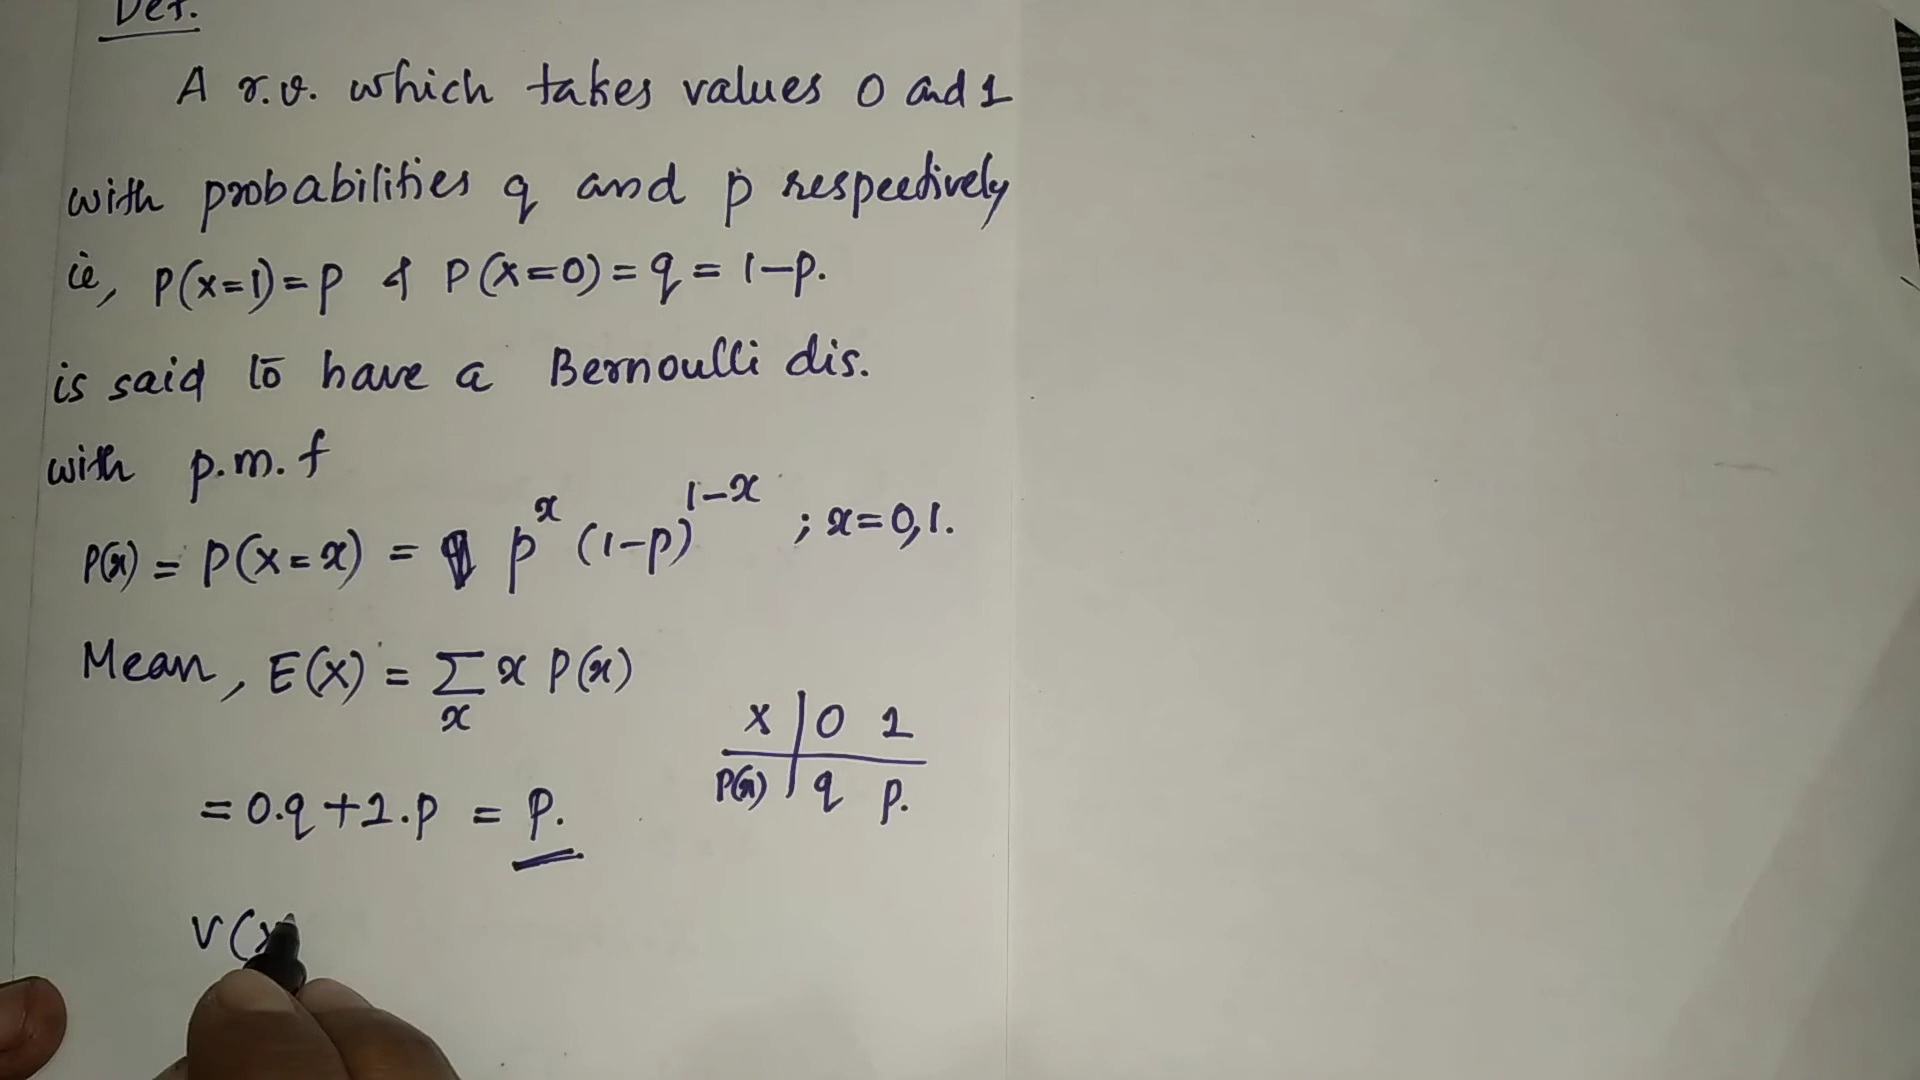 Def.
A r.v. which takes values 0 and 1
with probabilities q and p respectively
ie, P(X=1)=p & P(X=0)=q=1-p.
is said to have a Bernoulli dis.
with p.m.f
P(x) = P(X=x) = p^x (1-p)^{1-x} ; x=0,1.
Mean, E(X) = Σ_x x P(x)
X | 0 1
P(x) | q p.
= 0.q+1.p = p.
V(X